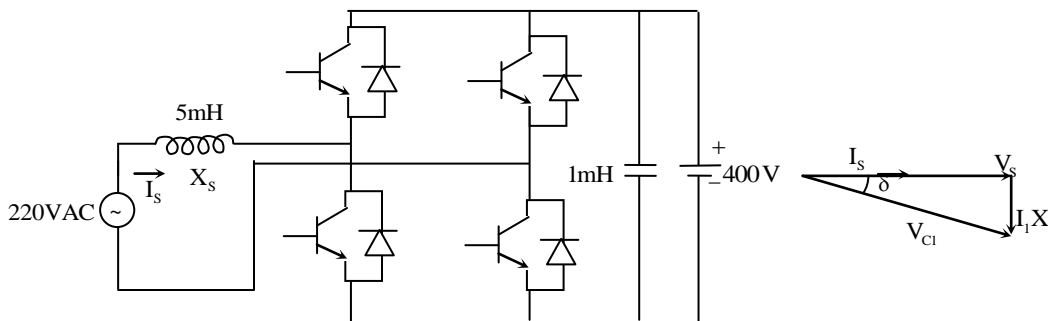 5mH
I_S
X_S
220VAC
~
1mH
+
_
400V
I_S
V_S
δ
V_C1
I_1X